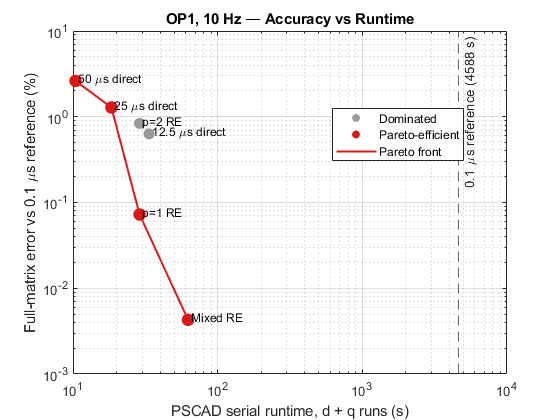 OP1, 10 Hz — Accuracy vs Runtime
Full-matrix error vs 0.1 μs reference (%)
10^1
10^0
10^-1
10^-2
10^-3
50 μs direct
25 μs direct
p=2 RE
12.5 μs direct
p=1 RE
Mixed RE
Dominated
Pareto-efficient
Pareto front
0.1 μs reference (4588 s)
10^1
10^2
10^3
10^4
PSCAD serial runtime, d + q runs (s)